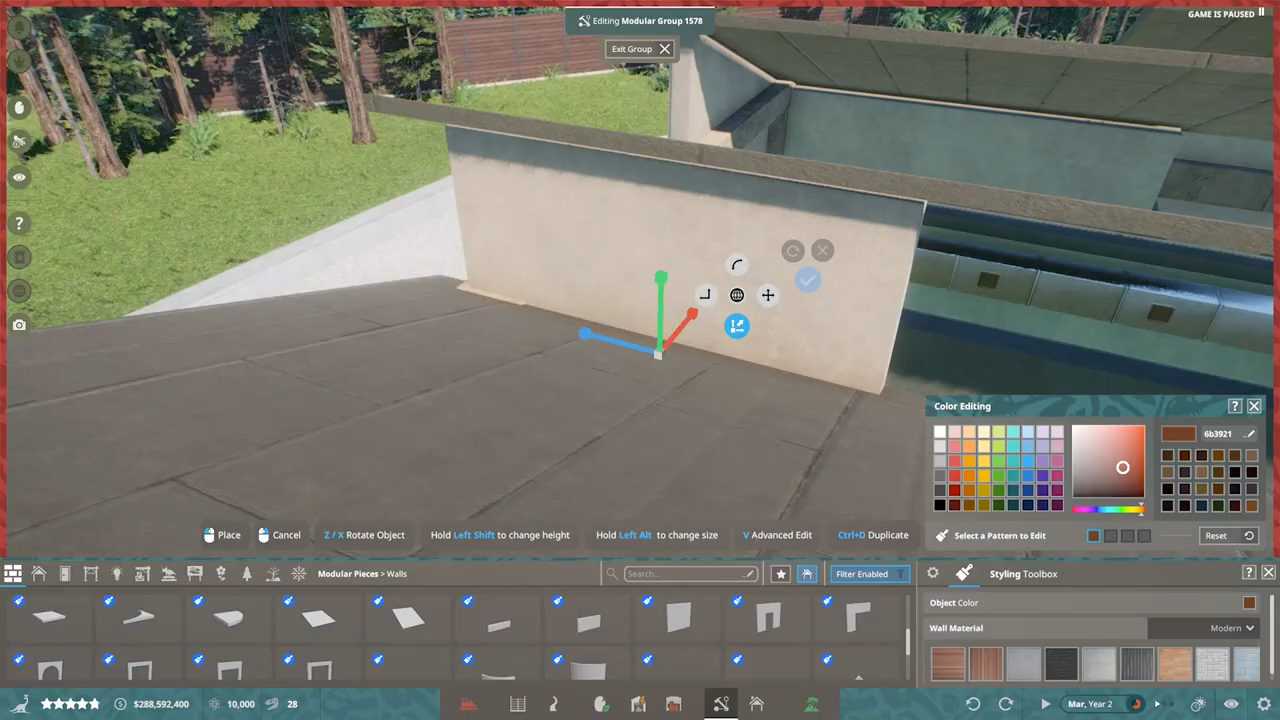 Editing Modular Group 1578
GAME IS PAUSED
Exit Group
?
Color Editing
?
6b3921
Place
Cancel
Z / X Rotate Object
Hold Left Shift to change height
Hold Left Alt to change size
V Advanced Edit
Ctrl+D Duplicate
Select a Pattern to Edit
Reset
Modular Pieces > Walls
Search...
Filter Enabled
Styling Toolbox
?
Object Color
Wall Material
Modern
$288,592,400
10,000
28
Mar, Year 2